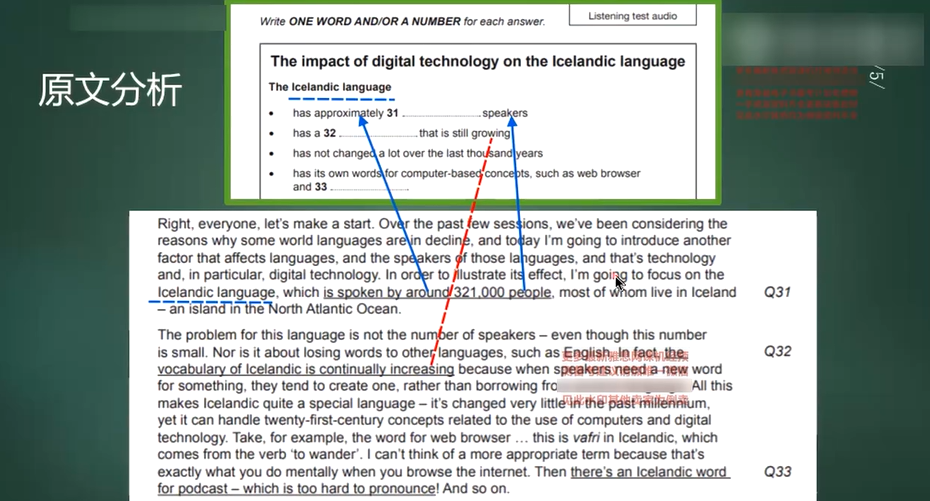 Write ONE WORD AND/OR A NUMBER for each answer.
Listening test audio
原文分析
/5/
The impact of digital technology on the Icelandic language
The Icelandic language
• has approximately 31 ........................ speakers
• has a 32 ........................ that is still growing
• has not changed a lot over the last thousand years
• has its own words for computer-based concepts, such as web browser
and 33 ........................
Right, everyone, let's make a start. Over the past few sessions, we've been considering the
reasons why some world languages are in decline, and today I'm going to introduce another
factor that affects languages, and the speakers of those languages, and that's technology
and, in particular, digital technology. In order to illustrate its effect, I'm going to focus on the
Icelandic language, which is spoken by around 321,000 people, most of whom live in Iceland Q31
– an island in the North Atlantic Ocean.
The problem for this language is not the number of speakers – even though this number
is small. Nor is it about losing words to other languages, such as English. In fact, the Q32
vocabulary of Icelandic is continually increasing because when speakers need a new word
for something, they tend to create one, rather than borrowing All this
makes Icelandic quite a special language – it's changed very little in the past millennium,
yet it can handle twenty-first-century concepts related to the use of computers and digital
technology. Take, for example, the word for web browser … this is vafri in Icelandic, which
comes from the verb 'to wander'. I can't think of a more appropriate term because that's
exactly what you do mentally when you browse the internet. Then there's an Icelandic word Q33
for podcast – which is too hard to pronounce! And so on.